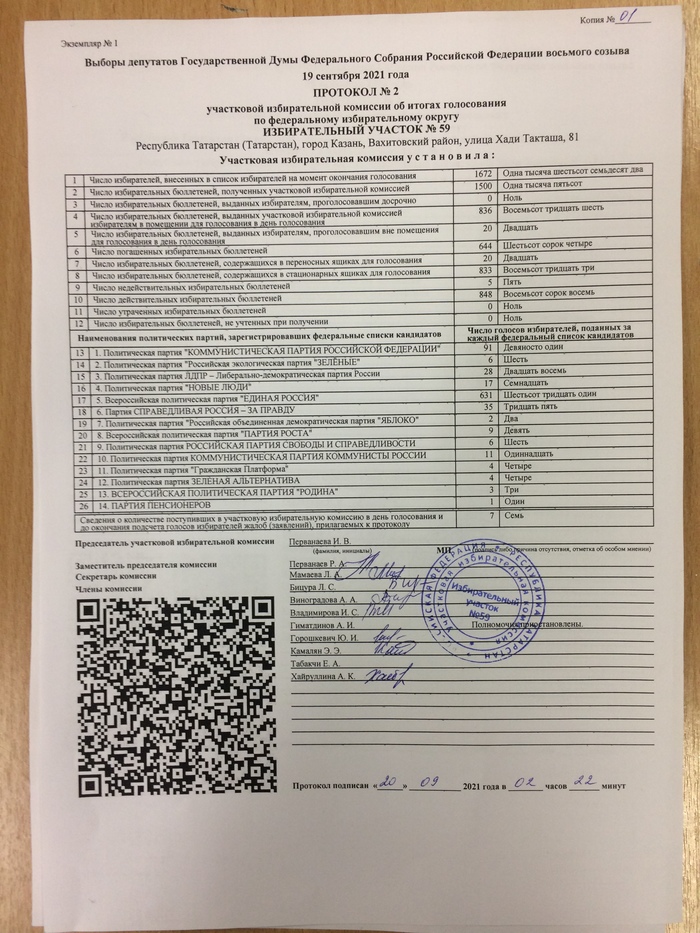 Копия № 01
Экземпляр № 1
Выборы депутатов Государственной Думы Федерального Собрания Российской Федерации восьмого созыва
19 сентября 2021 года
ПРОТОКОЛ № 2
участковой избирательной комиссии об итогах голосования
по федеральному избирательному округу
ИЗБИРАТЕЛЬНЫЙ УЧАСТОК № 59
Республика Татарстан (Татарстан), город Казань, Вахитовский район, улица Хади Такташа, 81
Участковая избирательная комиссия у с т а н о в и л а :
1 Число избирателей, внесенных в список избирателей на момент окончания голосования 1672 Одна тысяча шестьсот семьдесят два
2 Число избирательных бюллетеней, полученных участковой избирательной комиссией 1500 Одна тысяча пятьсот
3 Число избирательных бюллетеней, выданных избирателям, проголосовавшим досрочно 0 Ноль
4 Число избирательных бюллетеней, выданных участковой избирательной комиссией 836 Восемьсот тридцать шесть
избирателям в помещении для голосования в день голосования
5 Число избирательных бюллетеней, выданных избирателям, проголосовавшим вне помещения 20 Двадцать
для голосования в день голосования
6 Число погашенных избирательных бюллетеней 644 Шестьсот сорок четыре
7 Число избирательных бюллетеней, содержащихся в переносных ящиках для голосования 20 Двадцать
8 Число избирательных бюллетеней, содержащихся в стационарных ящиках для голосования 833 Восемьсот тридцать три
9 Число недействительных избирательных бюллетеней 5 Пять
10 Число действительных избирательных бюллетеней 848 Восемьсот сорок восемь
11 Число утраченных избирательных бюллетеней 0 Ноль
12 Число избирательных бюллетеней, не учтенных при получении 0 Ноль
Наименования политических партий, зарегистрировавших федеральные списки кандидатов Число голосов избирателей, поданных за
каждый федеральный список кандидатов
13 1. Политическая партия "КОММУНИСТИЧЕСКАЯ ПАРТИЯ РОССИЙСКОЙ ФЕДЕРАЦИИ" 91 Девяносто один
14 2. Политическая партия "Российская экологическая партия "ЗЕЛЁНЫЕ" 6 Шесть
15 3. Политическая партия ЛДПР – Либерально-демократическая партия России 28 Двадцать восемь
16 4. Политическая партия "НОВЫЕ ЛЮДИ" 17 Семнадцать
17 5. Всероссийская политическая партия "ЕДИНАЯ РОССИЯ" 631 Шестьсот тридцать один
18 6. Партия СПРАВЕДЛИВАЯ РОССИЯ – ЗА ПРАВДУ 35 Тридцать пять
19 7. Политическая партия "Российская объединенная демократическая партия "ЯБЛОКО" 2 Два
20 8. Всероссийская политическая партия "ПАРТИЯ РОСТА" 9 Девять
21 9. Политическая партия РОССИЙСКАЯ ПАРТИЯ СВОБОДЫ И СПРАВЕДЛИВОСТИ 6 Шесть
22 10. Политическая партия КОММУНИСТИЧЕСКАЯ ПАРТИЯ КОММУНИСТЫ РОССИИ 11 Одиннадцать
23 11. Политическая партия "Гражданская Платформа" 4 Четыре
24 12. Политическая партия ЗЕЛЁНАЯ АЛЬТЕРНАТИВА 4 Четыре
25 13. ВСЕРОССИЙСКАЯ ПОЛИТИЧЕСКАЯ ПАРТИЯ "РОДИНА" 3 Три
26 14. ПАРТИЯ ПЕНСИОНЕРОВ 1 Один
Сведения о количестве поступивших в участковую избирательную комиссию в день голосования и 7 Семь
до окончания подсчета голосов избирателей жалоб (заявлений), прилагаемых к протоколу
Председатель участковой избирательной комиссии Перванаева И. В.
(фамилия, инициалы) МП (подпись либо причина отсутствия, отметка об особом мнении)
Заместитель председателя комиссии Перванаев Р. А.
Секретарь комиссии Мамаева Л.
Члены комиссии Бицура Л. С.
Виноградова А. А.
Владимирова И. С.
Гиматдинов А. И. Полномочия приостановлены.
Горошкевич Ю. И.
Камалян Э. Э.
Табакчи Е. А.
Хайруллина А. К.
РОССИЙСКАЯ ФЕДЕРАЦИЯ * РЕСПУБЛИКА ТАТАРСТАН
участковая избирательная комиссия
Избирательный
участок
№59
Протокол подписан « 20 » 09 2021 года в 02 часов 22 минут